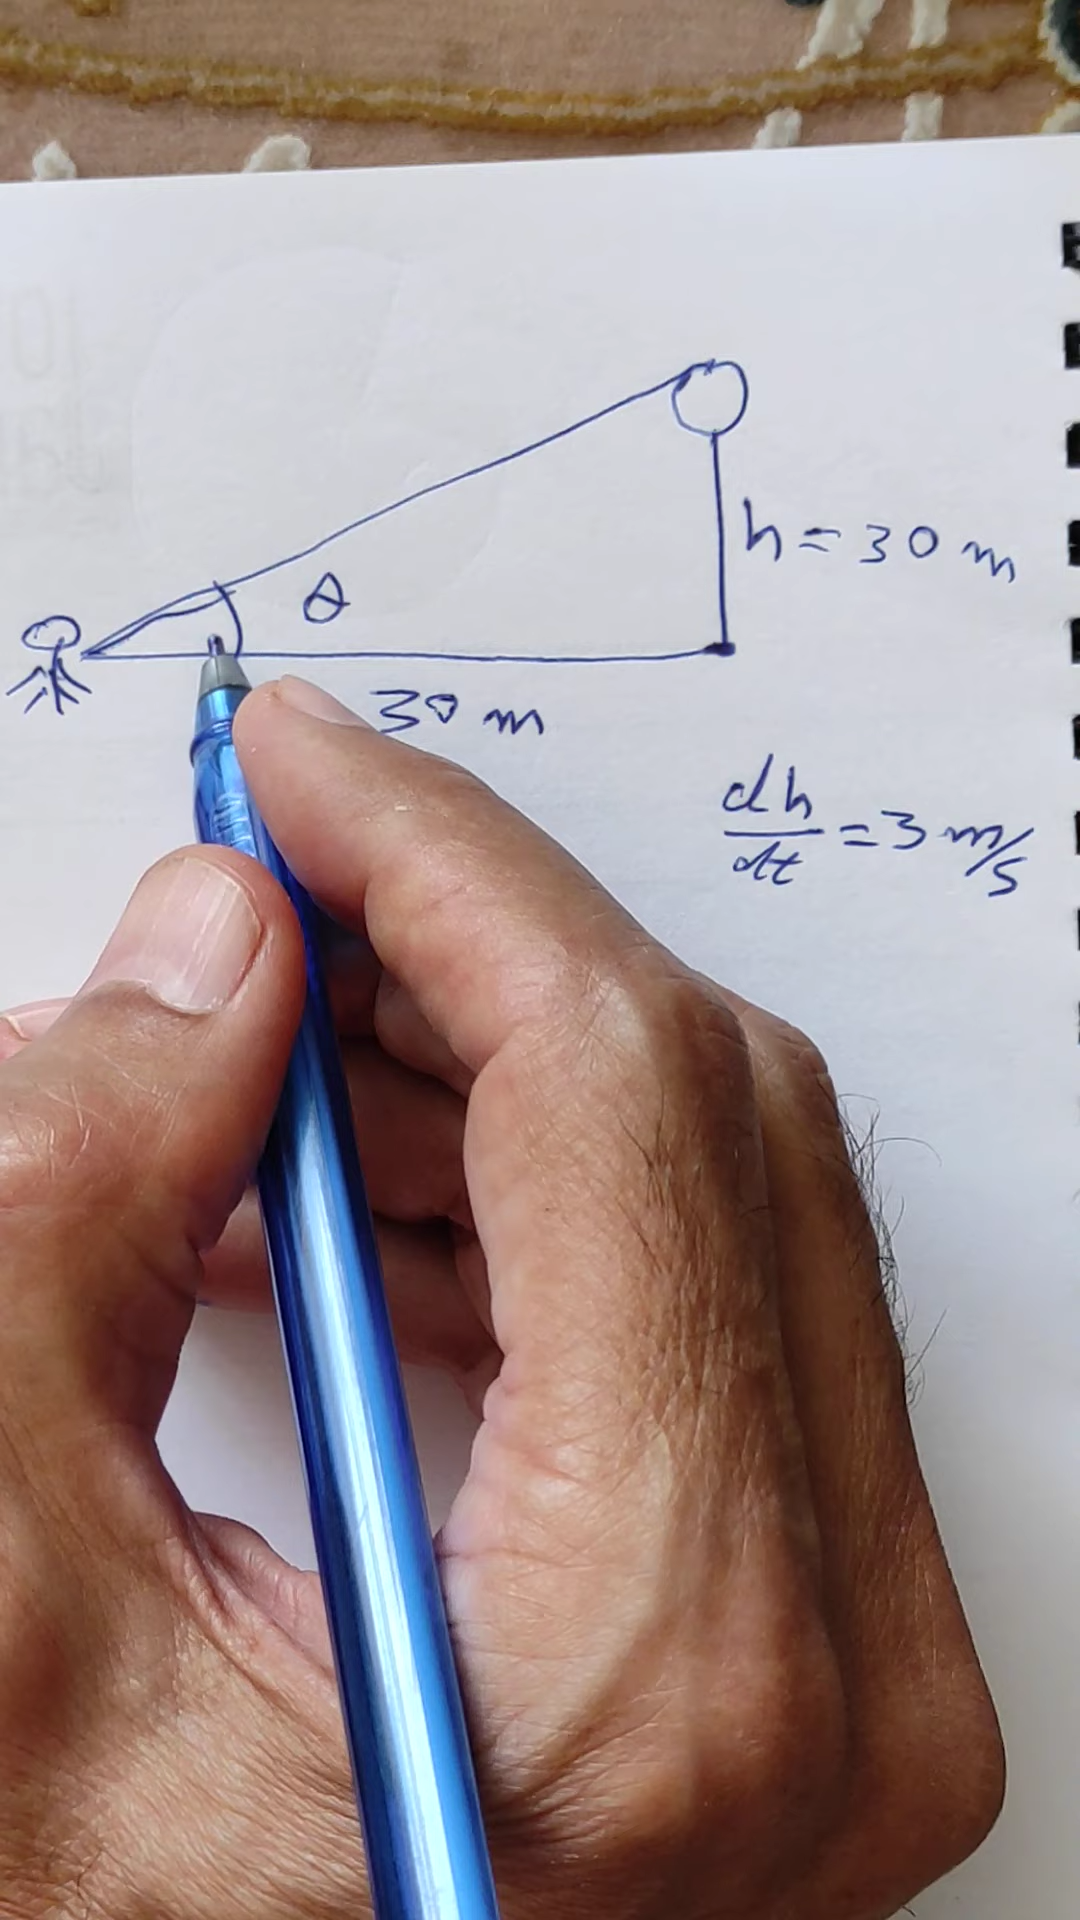 h = 30 m
θ
30 m
dh/dt = 3 m/s